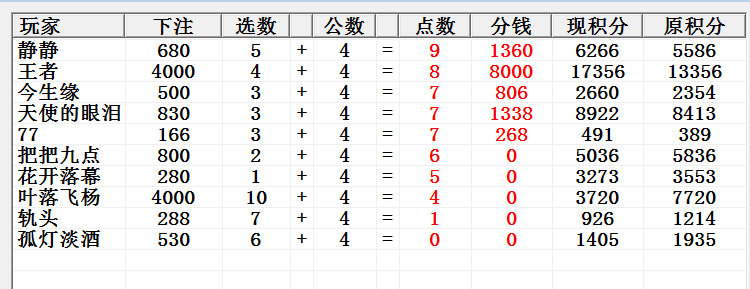 玩家 下注 选数 公数 点数 分钱 现积分 原积分
静静 680 5 + 4 = 9 1360 6266 5586
王者 4000 4 + 4 = 8 8000 17356 13356
今生缘 500 3 + 4 = 7 806 2660 2354
天使的眼泪 830 3 + 4 = 7 1338 8922 8413
77 166 3 + 4 = 7 268 491 389
把把九点 800 2 + 4 = 6 0 5036 5836
花开落幕 280 1 + 4 = 5 0 3273 3553
叶落飞杨 4000 10 + 4 = 4 0 3720 7720
轨头 288 7 + 4 = 1 0 926 1214
孤灯淡酒 530 6 + 4 = 0 0 1405 1935